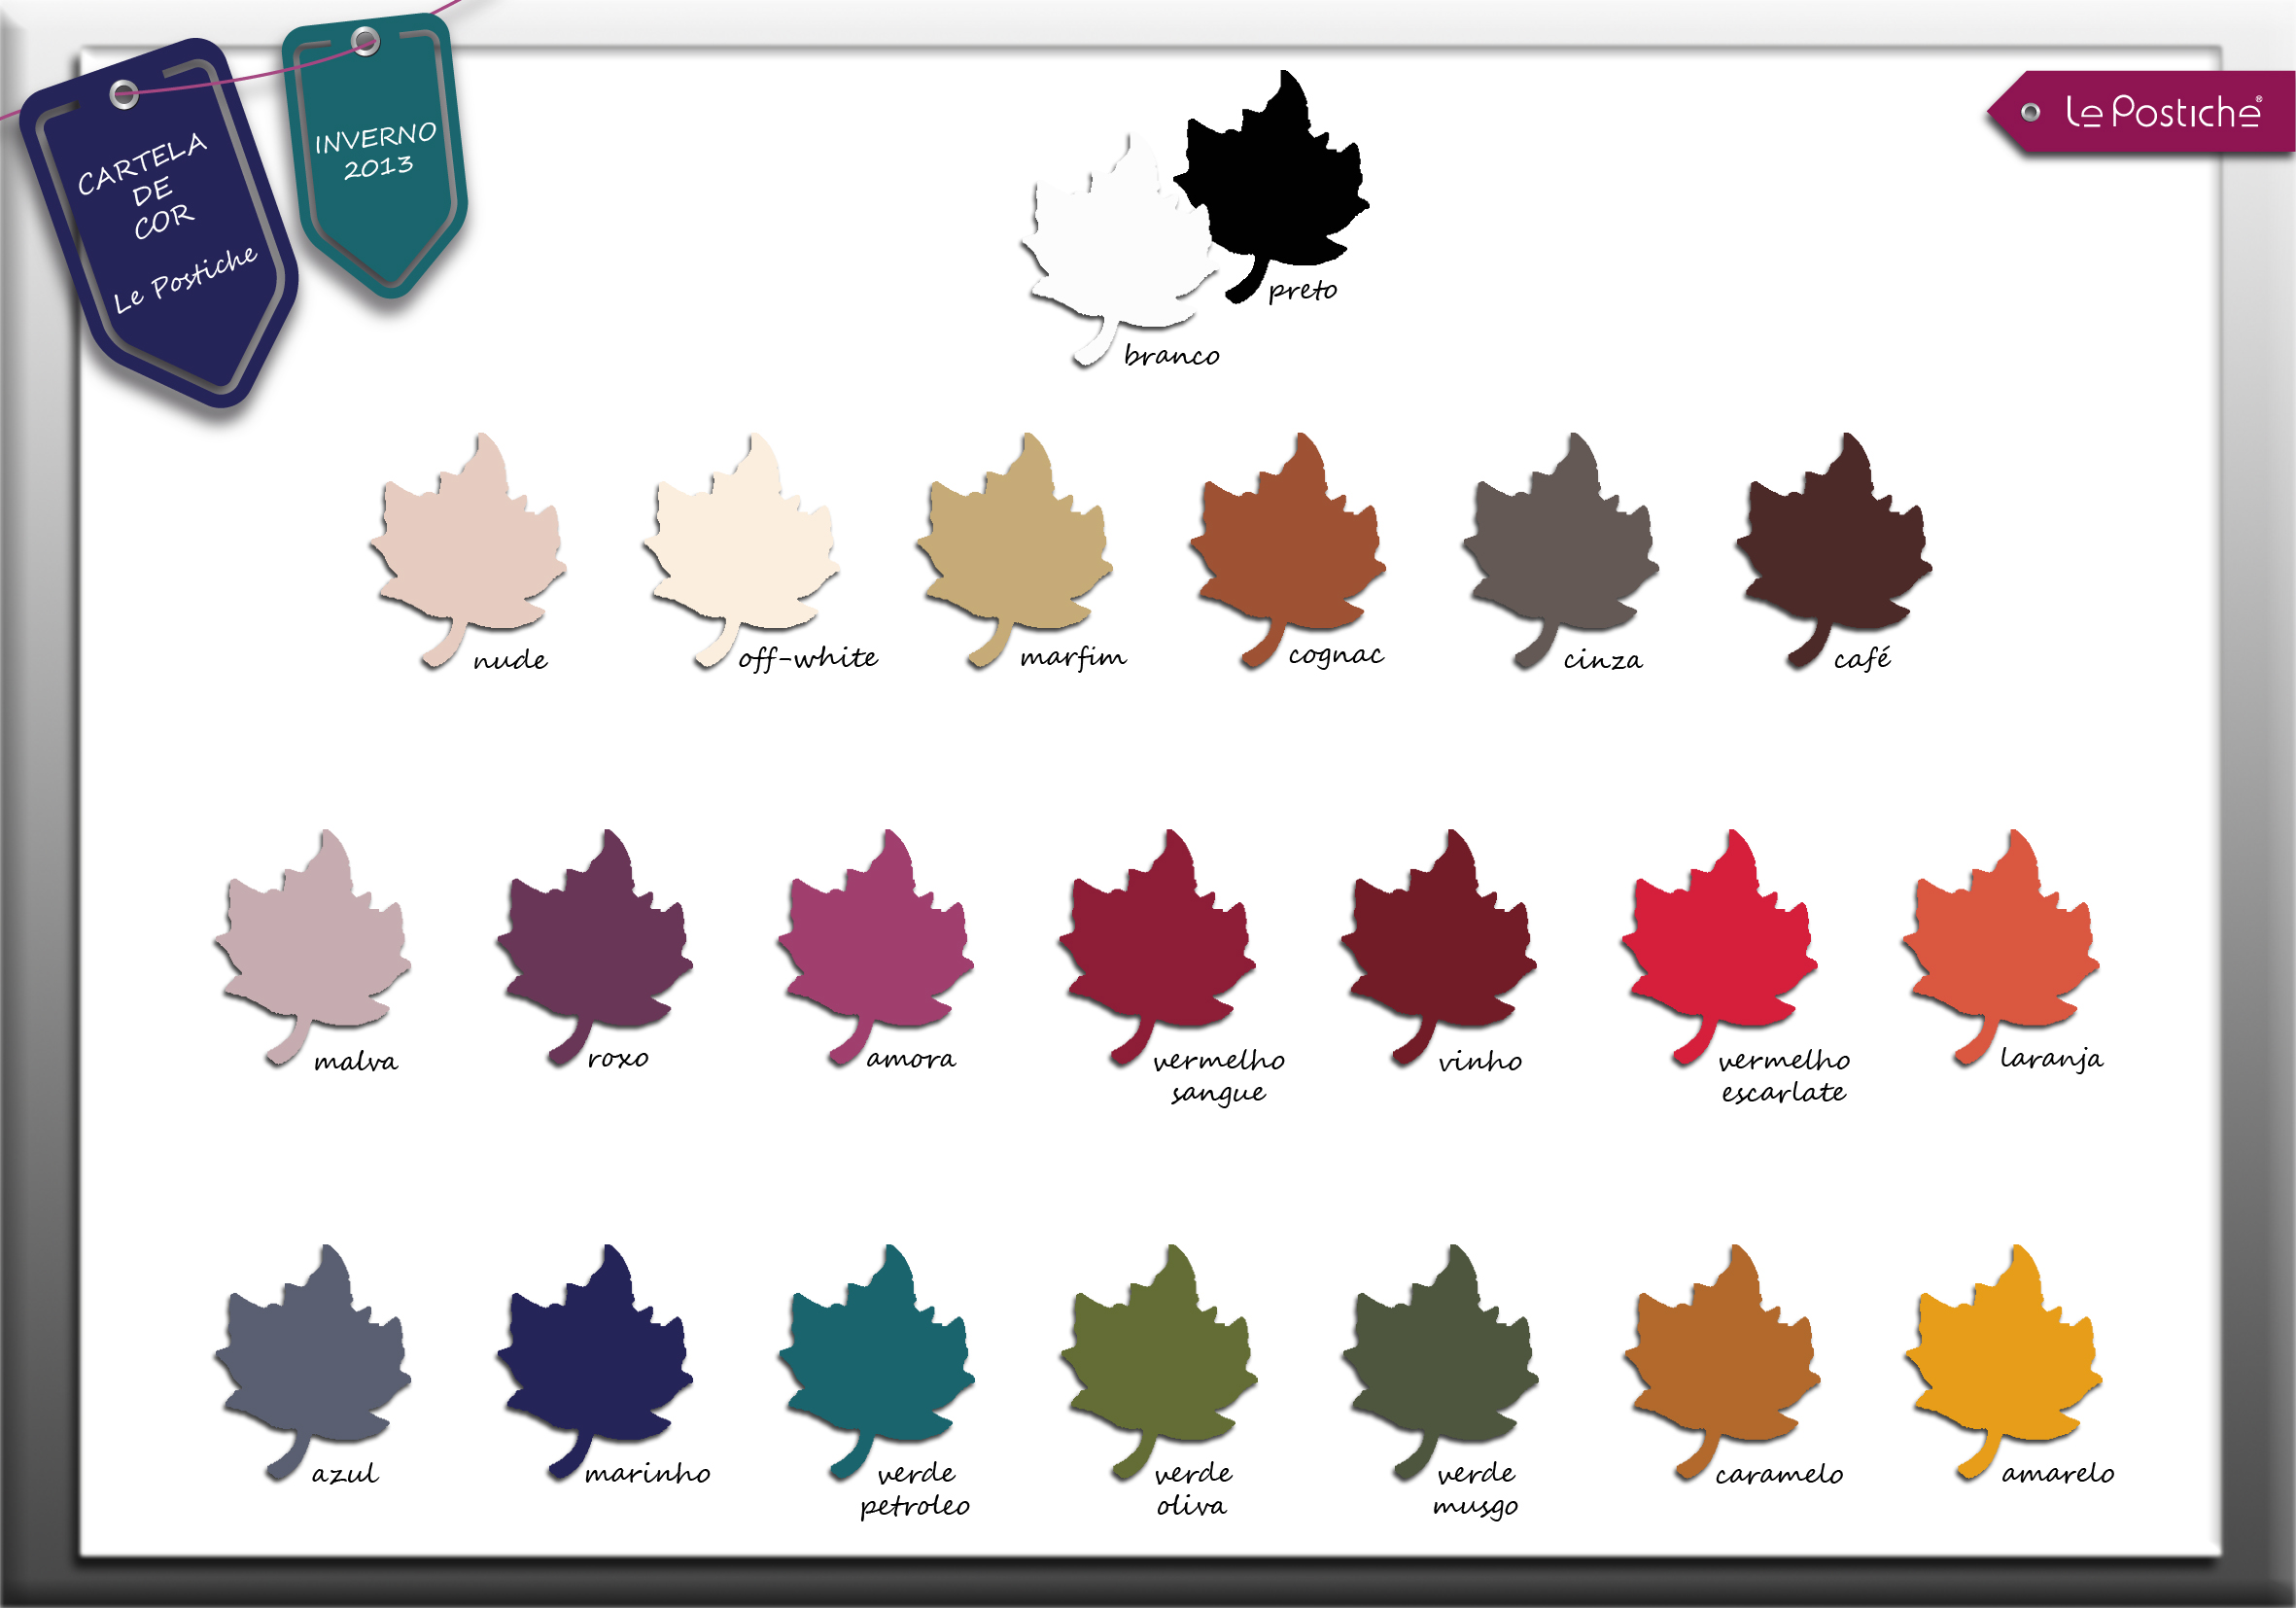 CARTELA
DE
COR
Le Postiche
INVERNO
2013
Le Postiche®
preto
branco
nude
off-white
marfim
cognac
cinza
café
malva
roxo
amora
vermelho
sangue
vinho
vermelho
escarlate
laranja
azul
marinho
verde
petroleo
verde
oliva
verde
musgo
caramelo
amarelo